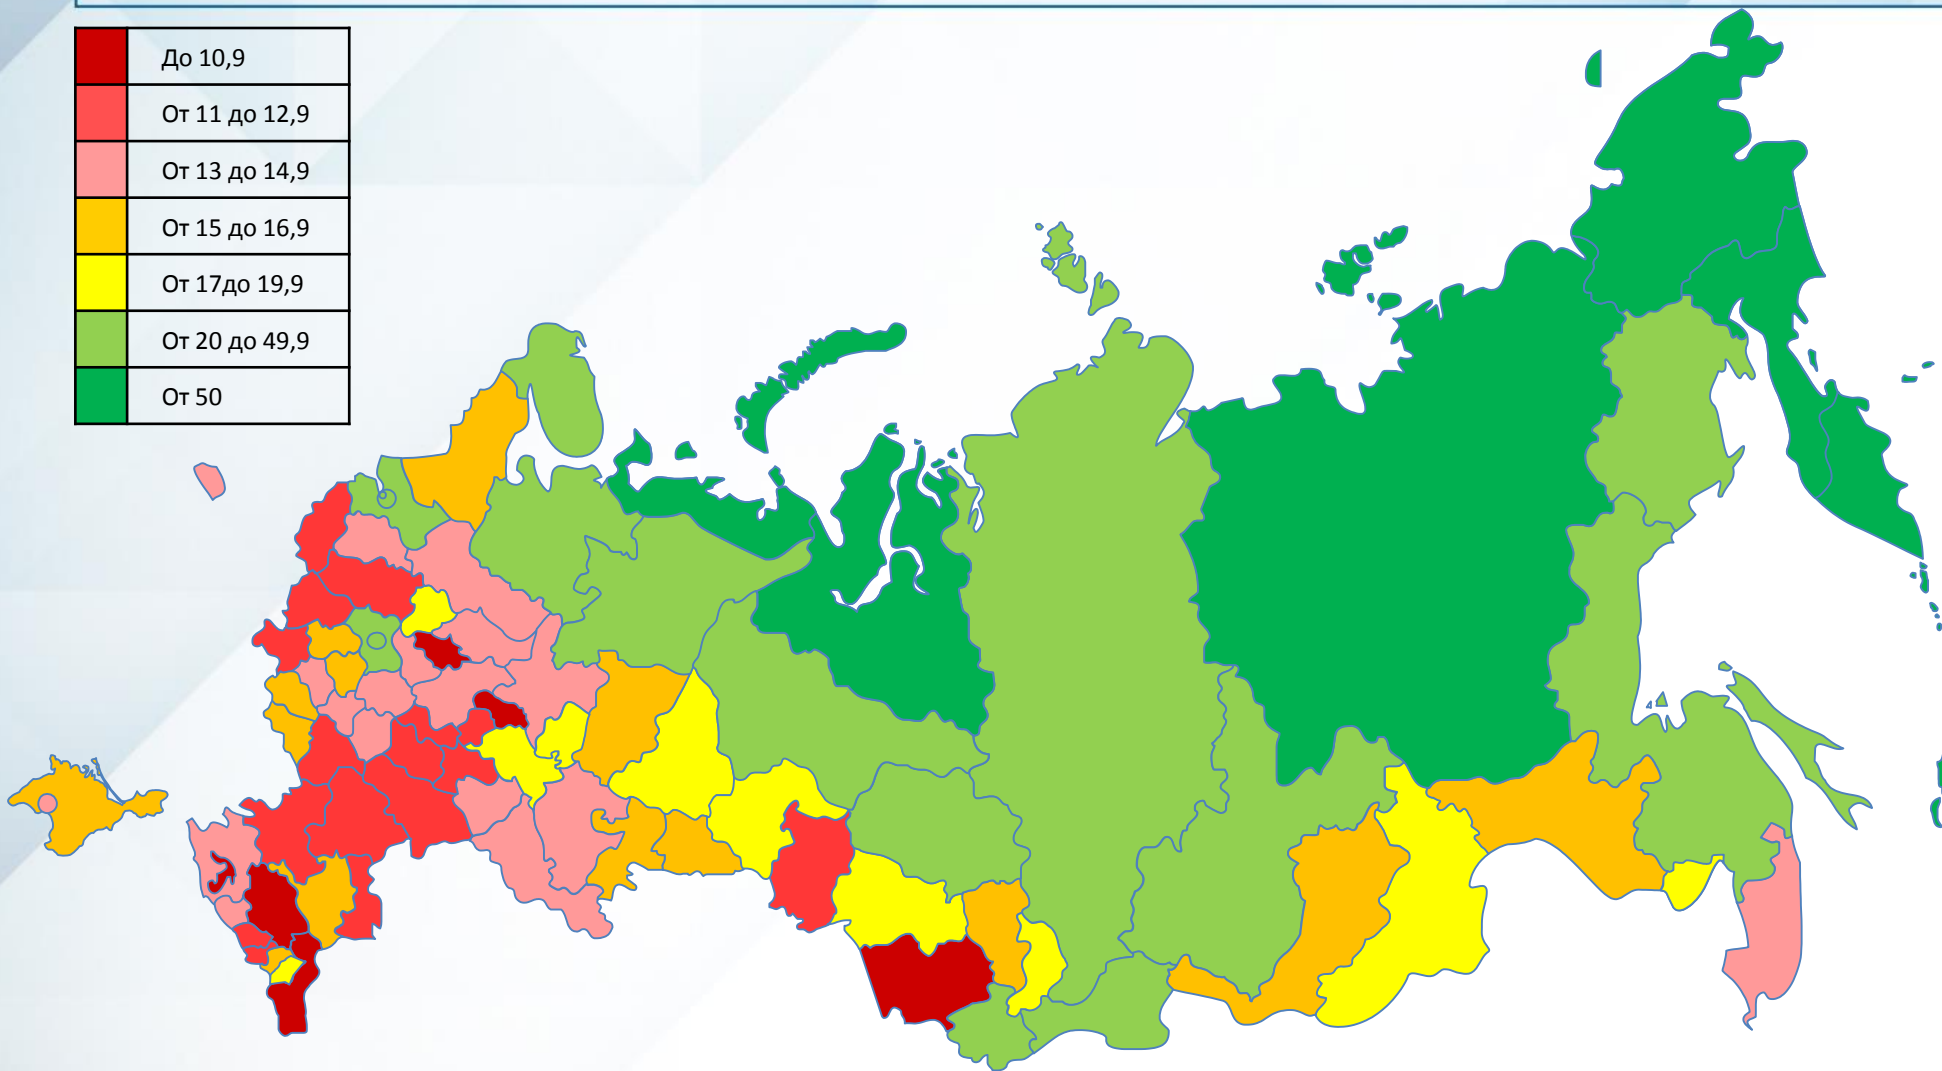 До 10,9
От 11 до 12,9
От 13 до 14,9
От 15 до 16,9
От 17до 19,9
От 20 до 49,9
От 50